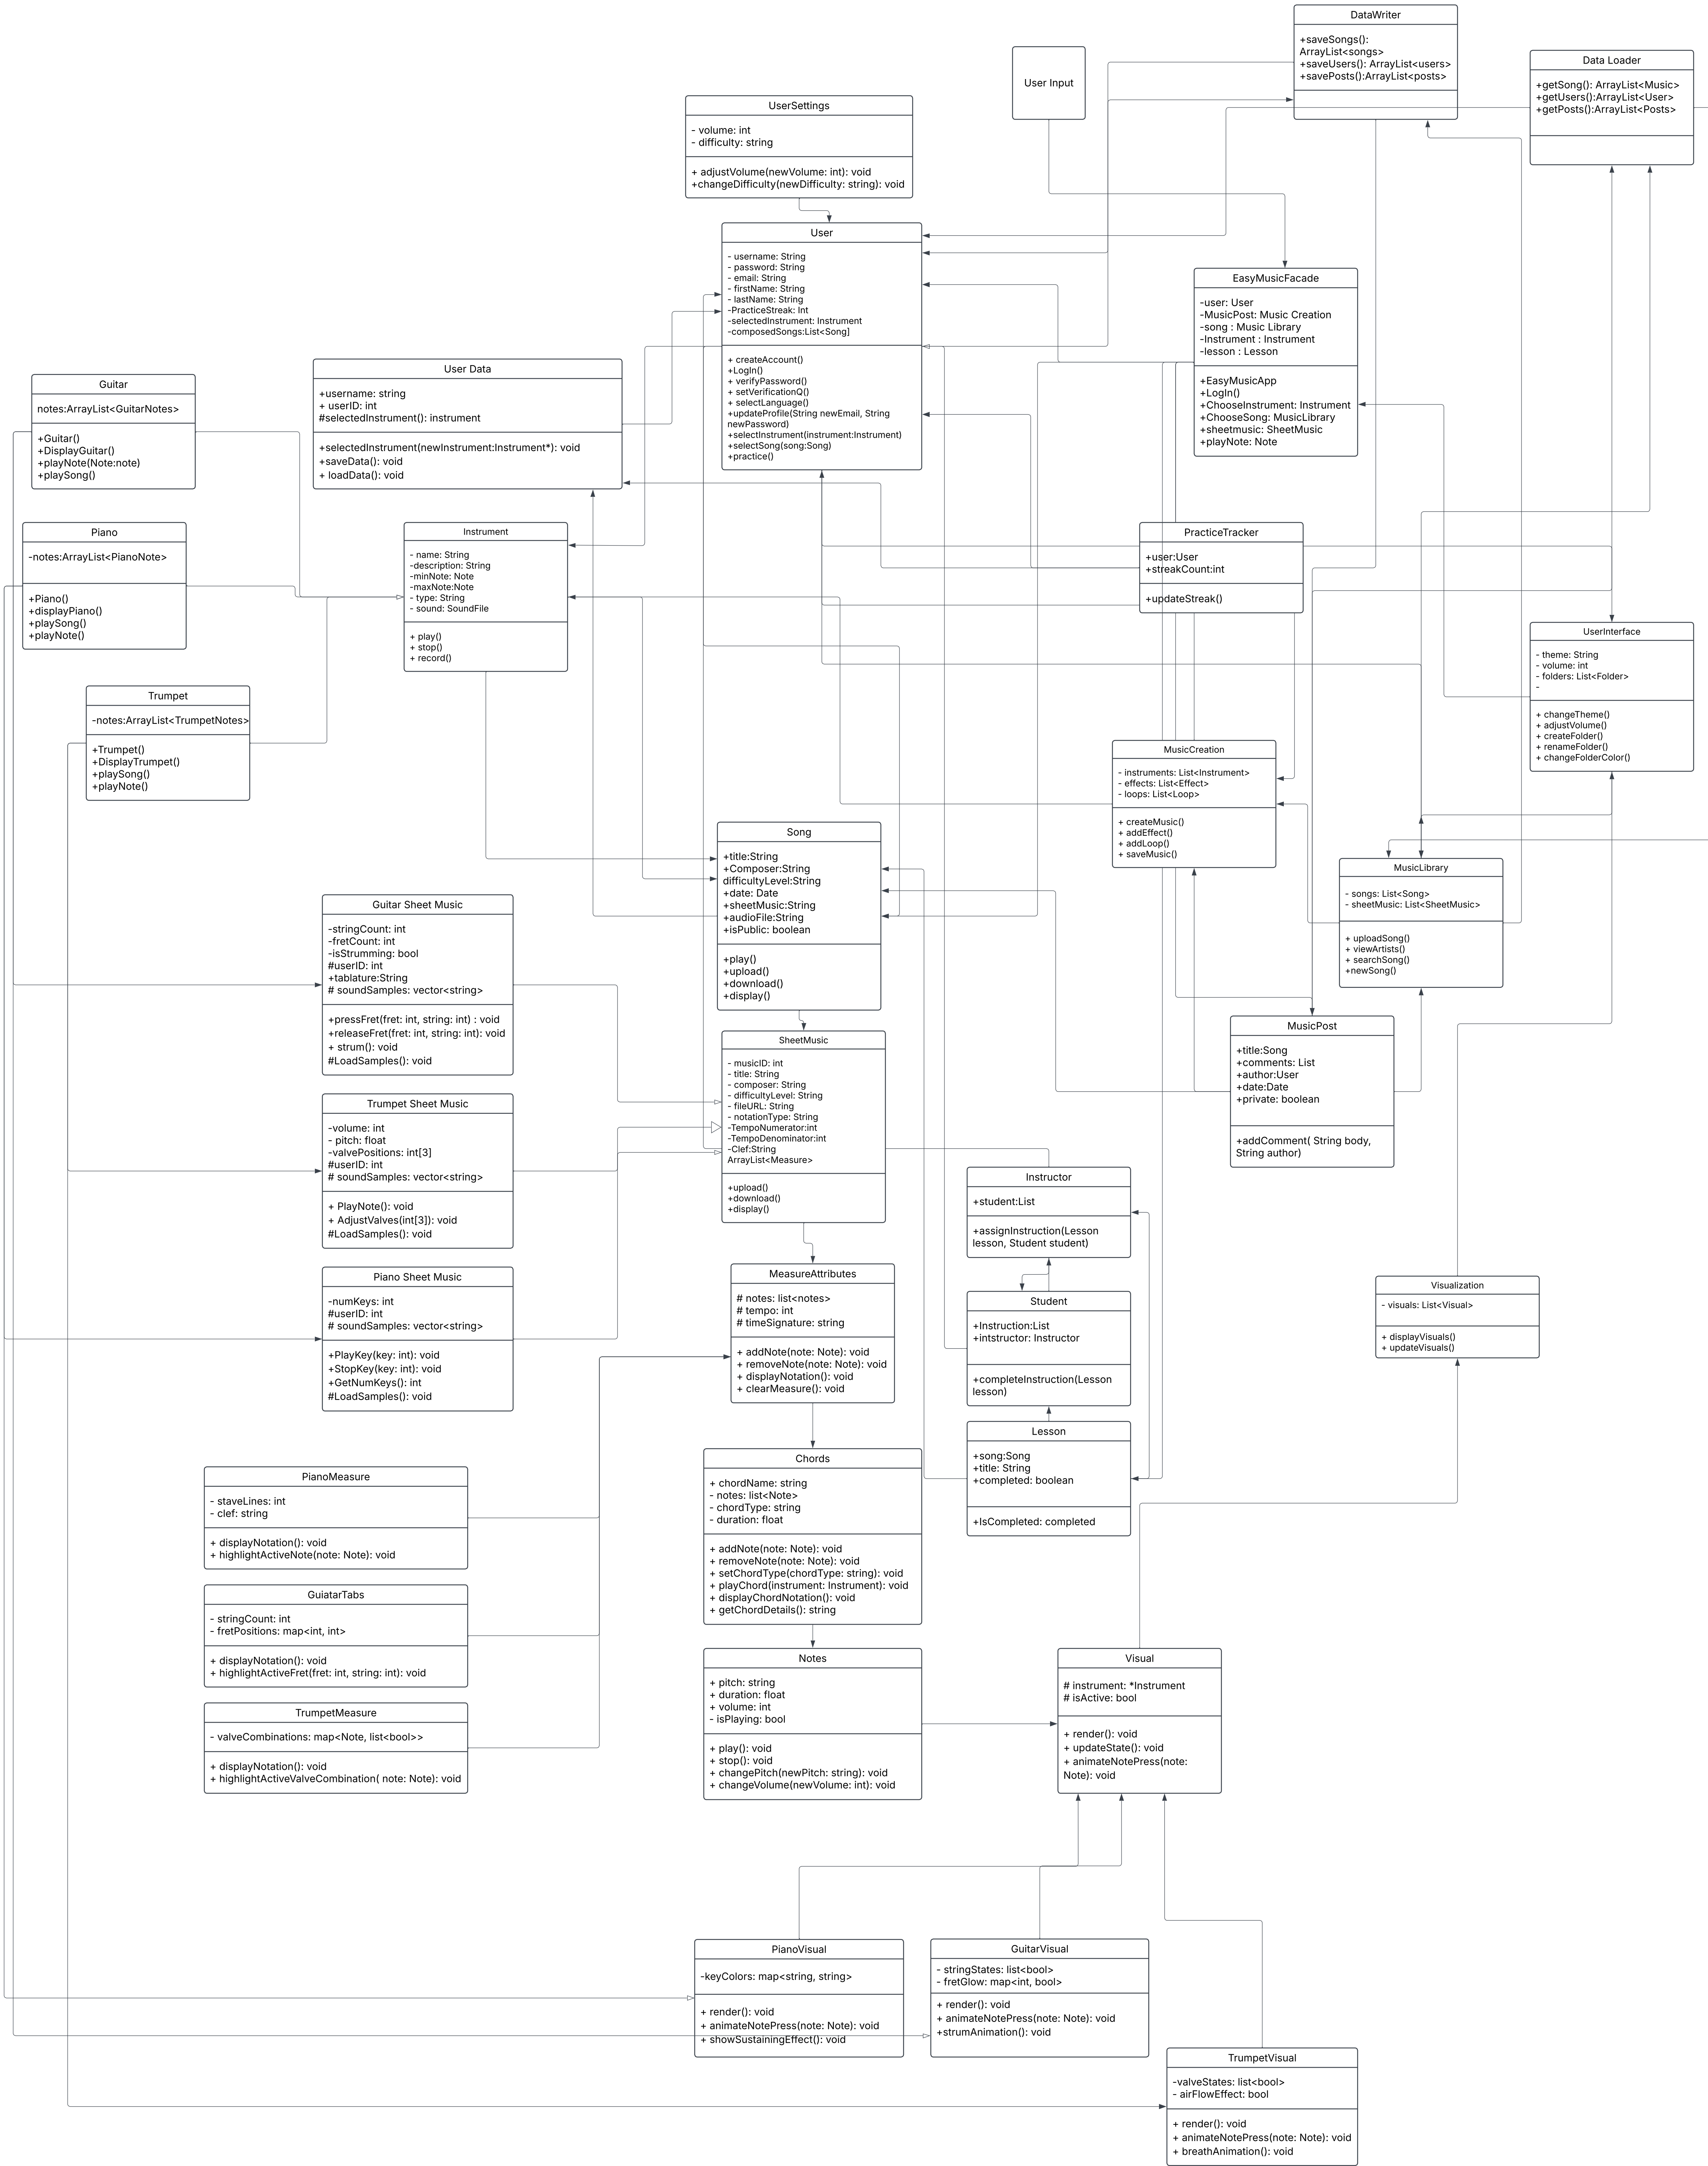 DataWriter
+saveSongs():
ArrayList<songs>
+saveUsers(): ArrayList<users>
+savePosts():ArrayList<posts>
User Input
Data Loader
+getSong(): ArrayList<Music>
+getUsers():ArrayList<User>
+getPosts():ArrayList<Posts>
UserSettings
- volume: int
- difficulty: string
+ adjustVolume(newVolume: int): void
+changeDifficulty(newDifficulty: string): void
User
- username: String
- password: String
- email: String
- firstName: String
- lastName: String
-PracticeStreak: Int
-selectedInstrument: Instrument
-composedSongs:List<Song]
+ createAccount()
+LogIn()
+ verifyPassword()
+ setVerificationQ()
+ selectLanguage()
+updateProfile(String newEmail, String
newPassword)
+selectInstrument(instrument:Instrument)
+selectSong(song:Song)
+practice()
EasyMusicFacade
-user: User
-MusicPost: Music Creation
-song : Music Library
-Instrument : Instrument
-lesson : Lesson
+EasyMusicApp
+LogIn()
+ChooseInstrument: Instrument
+ChooseSong: MusicLibrary
+sheetmusic: SheetMusic
+playNote: Note
User Data
+username: string
+ userID: int
#selectedInstrument(): instrument
+selectedInstrument(newInstrument:Instrument*): void
+saveData(): void
+ loadData(): void
Guitar
notes:ArrayList<GuitarNotes>
+Guitar()
+DisplayGuitar()
+playNote(Note:note)
+playSong()
Piano
-notes:ArrayList<PianoNote>
+Piano()
+displayPiano()
+playSong()
+playNote()
Instrument
- name: String
-description: String
-minNote: Note
-maxNote:Note
- type: String
- sound: SoundFile
+ play()
+ stop()
+ record()
PracticeTracker
+user:User
+streakCount:int
+updateStreak()
UserInterface
- theme: String
- volume: int
- folders: List<Folder>
-
+ changeTheme()
+ adjustVolume()
+ createFolder()
+ renameFolder()
+ changeFolderColor()
Trumpet
-notes:ArrayList<TrumpetNotes>
+Trumpet()
+DisplayTrumpet()
+playSong()
+playNote()
MusicCreation
- instruments: List<Instrument>
- effects: List<Effect>
- loops: List<Loop>
+ createMusic()
+ addEffect()
+ addLoop()
+ saveMusic()
Song
+title:String
+Composer:String
difficultyLevel:String
+date: Date
+sheetMusic:String
+audioFile:String
+isPublic: boolean
+play()
+upload()
+download()
+display()
MusicLibrary
- songs: List<Song>
- sheetMusic: List<SheetMusic>
+ uploadSong()
+ viewArtists()
+ searchSong()
+newSong()
Guitar Sheet Music
-stringCount: int
-fretCount: int
-isStrumming: bool
#userID: int
+tablature:String
# soundSamples: vector<string>
+pressFret(fret: int, string: int) : void
+releaseFret(fret: int, string: int): void
+ strum(): void
#LoadSamples(): void
MusicPost
+title:Song
+comments: List
+author:User
+date:Date
+private: boolean
+addComment( String body,
String author)
SheetMusic
- musicID: int
- title: String
- composer: String
- difficultyLevel: String
- fileURL: String
- notationType: String
-TempoNumerator:int
-TempoDenominator:int
-Clef:String
ArrayList<Measure>
+upload()
+download()
+display()
Trumpet Sheet Music
-volume: int
- pitch: float
-valvePositions: int[3]
#userID: int
# soundSamples: vector<string>
+ PlayNote(): void
+ AdjustValves(int[3]): void
#LoadSamples(): void
Instructor
+student:List
+assignInstruction(Lesson
lesson, Student student)
Piano Sheet Music
-numKeys: int
#userID: int
# soundSamples: vector<string>
+PlayKey(key: int): void
+StopKey(key: int): void
+GetNumKeys(): int
#LoadSamples(): void
MeasureAttributes
# notes: list<notes>
# tempo: int
# timeSignature: string
+ addNote(note: Note): void
+ removeNote(note: Note): void
+ displayNotation(): void
+ clearMeasure(): void
Student
+Instruction:List
+intstructor: Instructor
+completeInstruction(Lesson
lesson)
Visualization
- visuals: List<Visual>
+ displayVisuals()
+ updateVisuals()
Lesson
+song:Song
+title: String
+completed: boolean
+IsCompleted: completed
Chords
+ chordName: string
- notes: list<Note>
- chordType: string
- duration: float
+ addNote(note: Note): void
+ removeNote(note: Note): void
+ setChordType(chordType: string): void
+ playChord(instrument: Instrument): void
+ displayChordNotation(): void
+ getChordDetails(): string
PianoMeasure
- staveLines: int
- clef: string
+ displayNotation(): void
+ highlightActiveNote(note: Note): void
GuiatarTabs
- stringCount: int
- fretPositions: map<int, int>
+ displayNotation(): void
+ highlightActiveFret(fret: int, string: int): void
TrumpetMeasure
- valveCombinations: map<Note, list<bool>>
+ displayNotation(): void
+ highlightActiveValveCombination( note: Note): void
Notes
+ pitch: string
+ duration: float
+ volume: int
- isPlaying: bool
+ play(): void
+ stop(): void
+ changePitch(newPitch: string): void
+ changeVolume(newVolume: int): void
Visual
# instrument: *Instrument
# isActive: bool
+ render(): void
+ updateState(): void
+ animateNotePress(note:
Note): void
PianoVisual
-keyColors: map<string, string>
+ render(): void
+ animateNotePress(note: Note): void
+ showSustainingEffect(): void
GuitarVisual
- stringStates: list<bool>
- fretGlow: map<int, bool>
+ render(): void
+ animateNotePress(note: Note): void
+strumAnimation(): void
TrumpetVisual
-valveStates: list<bool>
- airFlowEffect: bool
+ render(): void
+ animateNotePress(note: Note): void
+ breathAnimation(): void